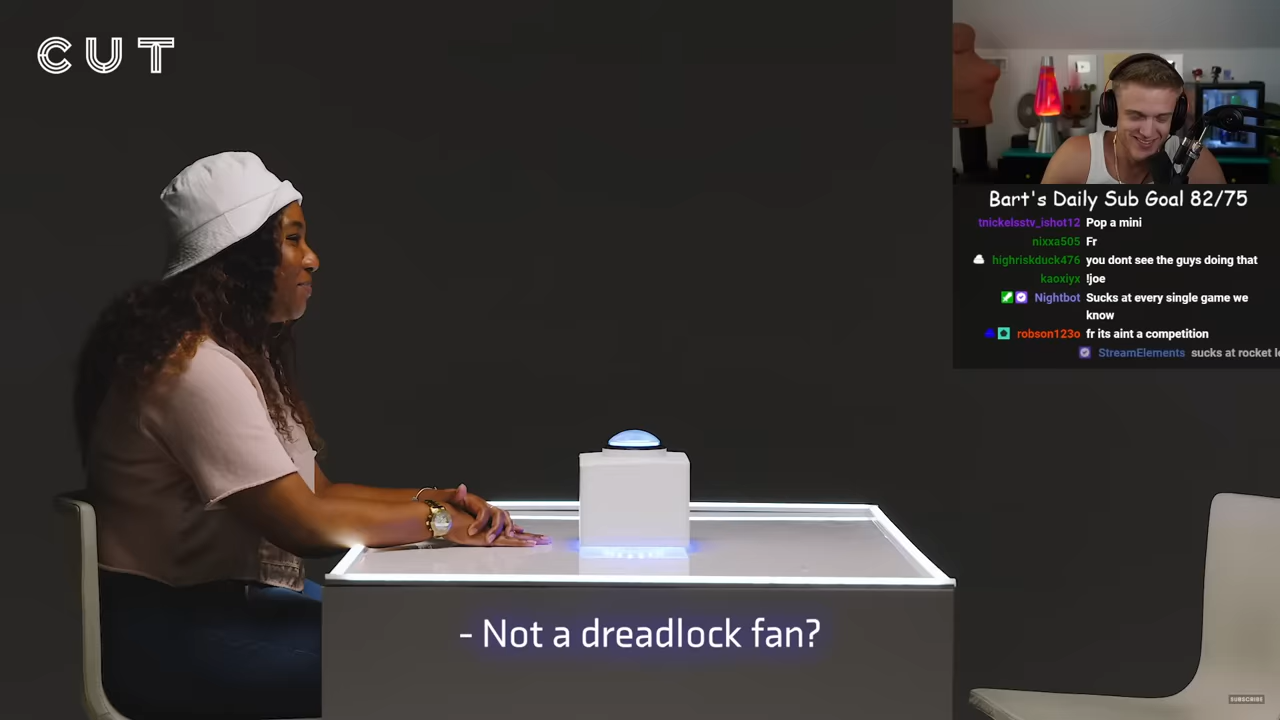 CUT
Bart's Daily Sub Goal 82/75
tnickelsstv_ishot12 Pop a mini
nixxa505 Fr
highriskduck476 you dont see the guys doing that
kaoxiyx !joe
Nightbot Sucks at every single game we
know
robson123o fr its aint a competition
StreamElements sucks at rocket
- Not a dreadlock fan?
SUBSCRIBE